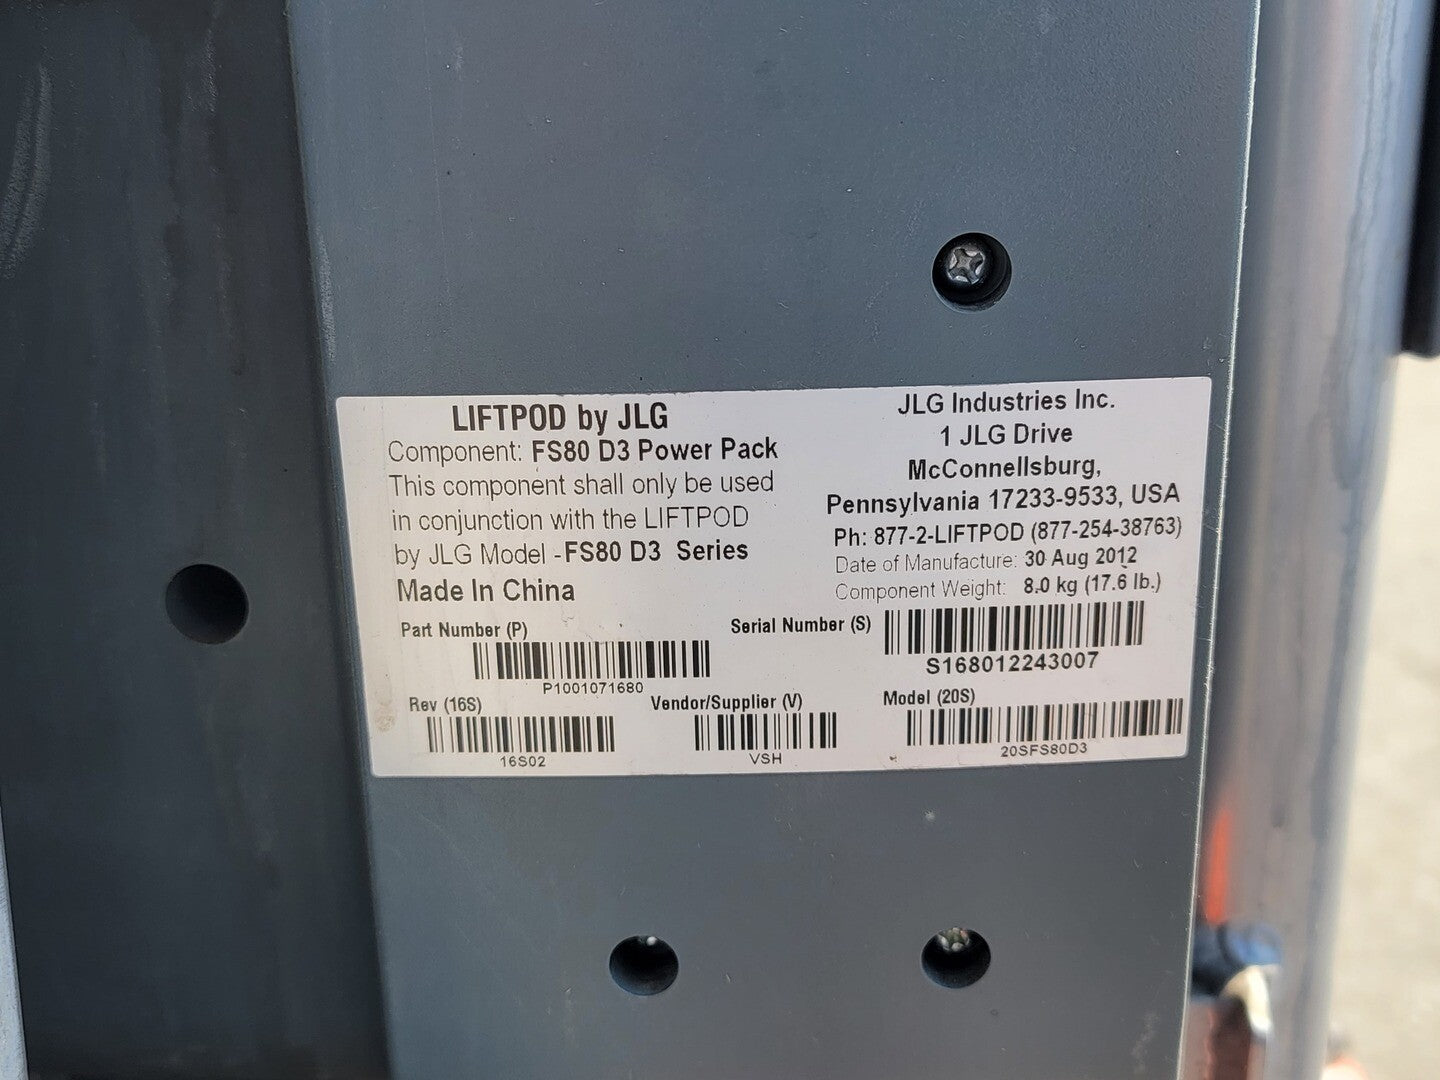 LIFTPOD by JLG
Component: FS80 D3 Power Pack
This component shall only be used
in conjunction with the LIFTPOD
by JLG Model -FS80 D3 Series
Made In China
JLG Industries Inc.
1 JLG Drive
McConnellsburg,
Pennsylvania 17233-9533, USA
Ph: 877-2-LIFTPOD (877-254-38763)
Date of Manufacture: 30 Aug 2012
Component Weight: 8.0 kg (17.6 lb.)
Part Number (P)
P1001071680
Serial Number (S)
S168012243007
Rev (16S)
16S02
Vendor/Supplier (V)
VSH
Model (20S)
20SFS80D3